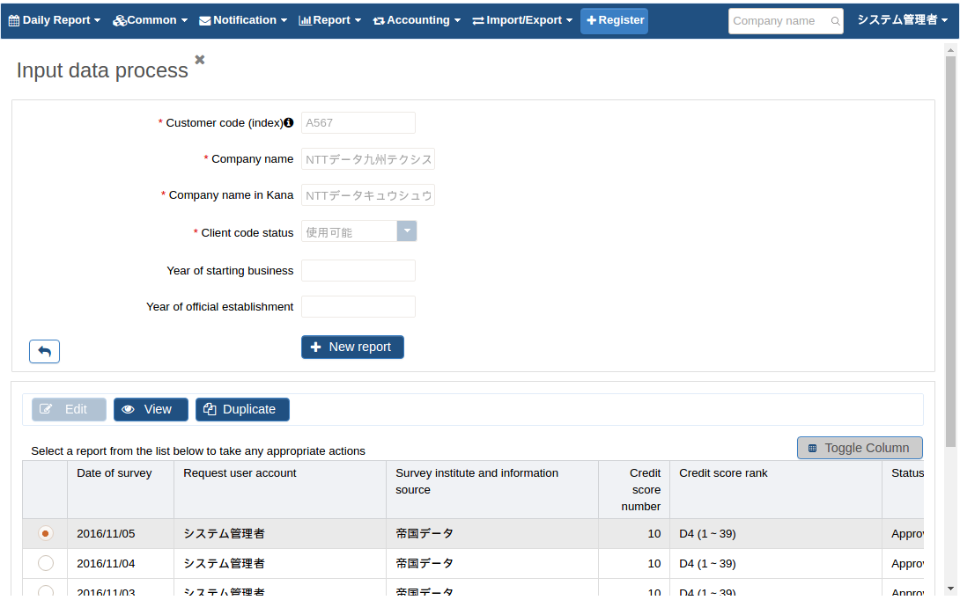 Daily Report Common Notification Report Accounting Import/Export Register Company name システム管理者
Input data process
* Customer code (index) A567
* Company name NTTデータ九州テクシス
* Company name in Kana NTTデータキュウシュウ
* Client code status 使用可能
Year of starting business
Year of official establishment
New report
Edit View Duplicate
Select a report from the list below to take any appropriate actions
Toggle Column
Date of survey Request user account Survey institute and information source Credit score number Credit score rank Status
2016/11/05 システム管理者 帝国データ 10 D4 (1 ~ 39) Approv
2016/11/04 システム管理者 帝国データ 10 D4 (1 ~ 39) Approv
2016/11/03 システム管理者 帝国データ 10 D4 (1 ~ 39) Approv